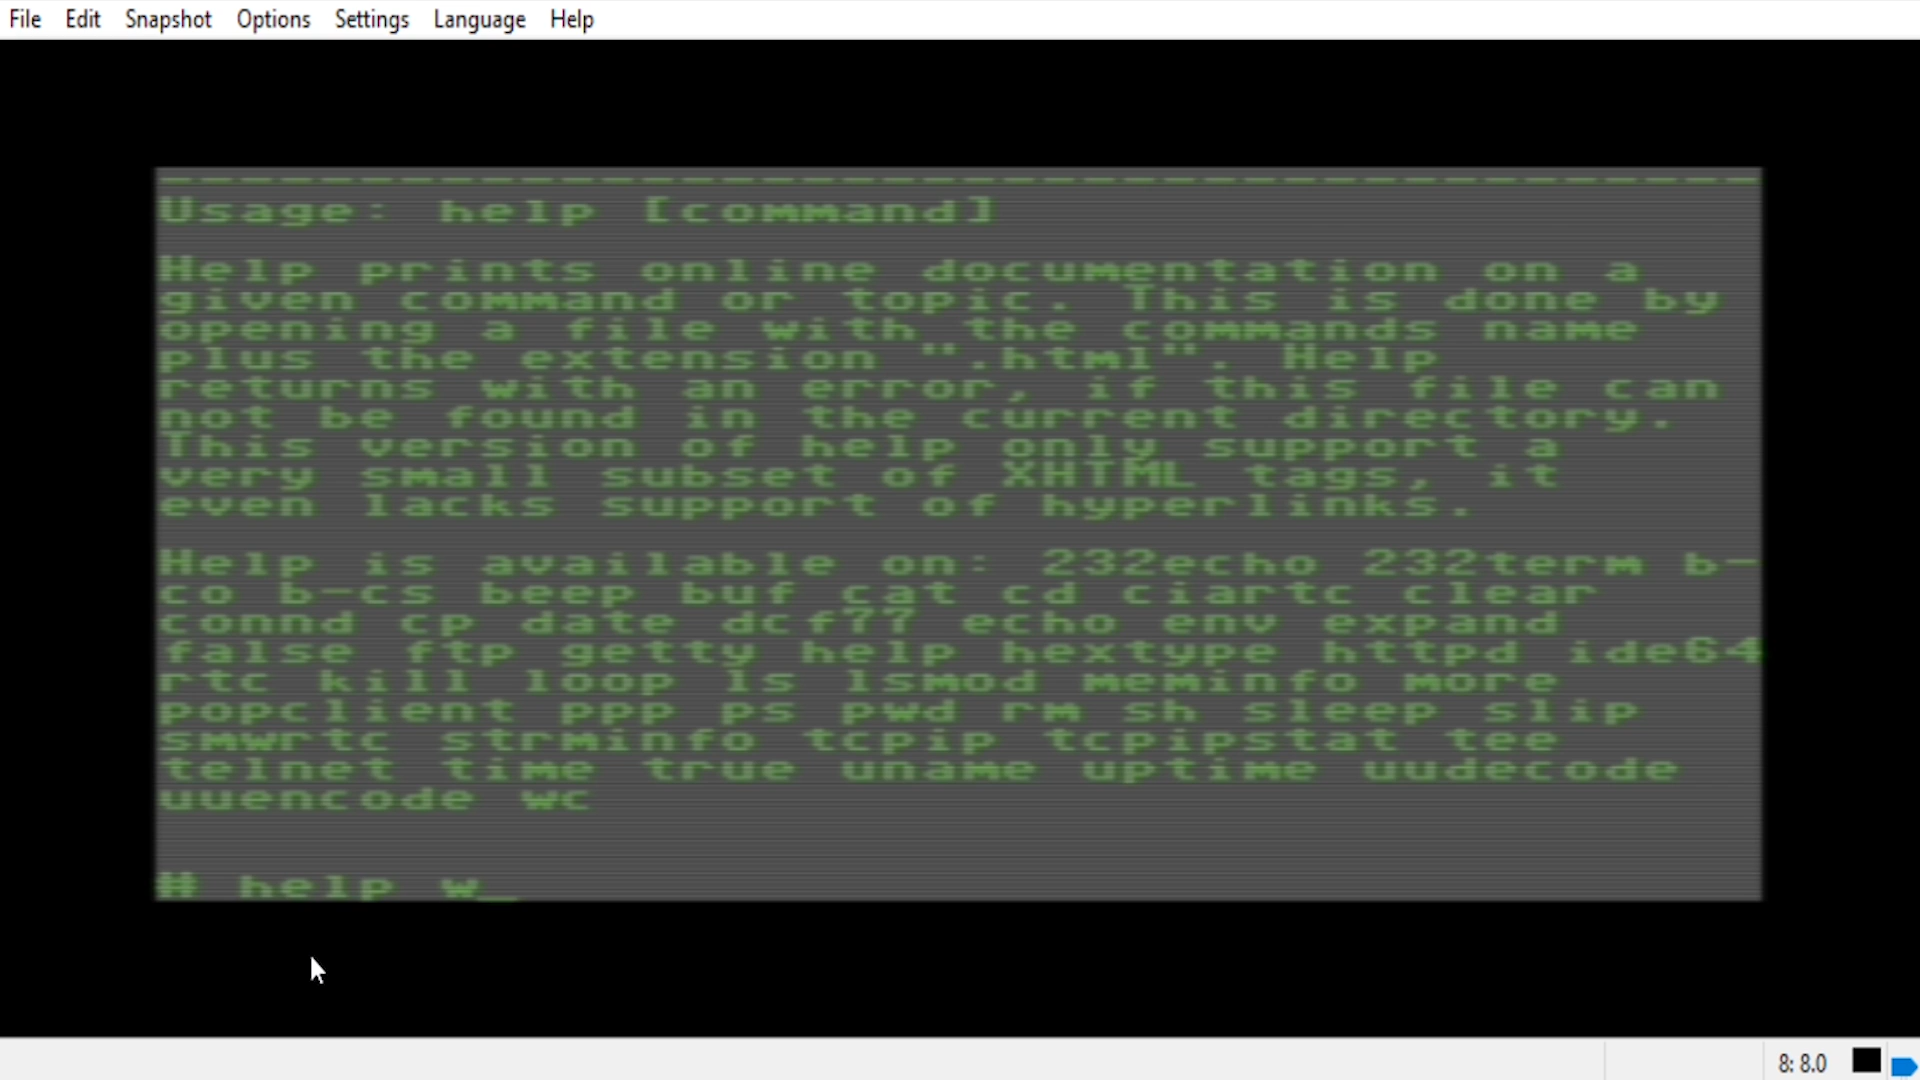 File Edit Snapshot Options Settings Language Help
Usage: help [command]
Help prints online documentation on a
given command or topic. This is done by
opening a file with the commands name
plus the extension ".html". Help
returns with an error, if this file can
not be found in the current directory.
This version of help only support a
very small subset of XHTML tags, it
even lacks support of hyperlinks.
Help is available on: 232echo 232term b-
co b-cs beep buf cat cd ciartc clear
connd cp date dcf77 echo env expand
false ftp getty help hextype httpd ide64
rtc kill loop ls lsmod meminfo more
popclient ppp ps pwd rm sh sleep slip
smwrtc strminfo tcpip tcpipstat tee
telnet time true uname uptime uudecode
uuencode wc
# help w_
8: 8.0